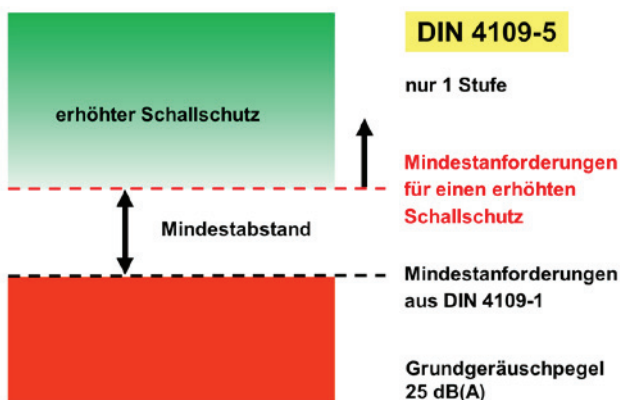 DIN 4109-5
nur 1 Stufe
erhöhter Schallschutz
Mindestanforderungen
für einen erhöhten
Schallschutz
Mindestabstand
Mindestanforderungen
aus DIN 4109-1
Grundgeräuschpegel
25 dB(A)